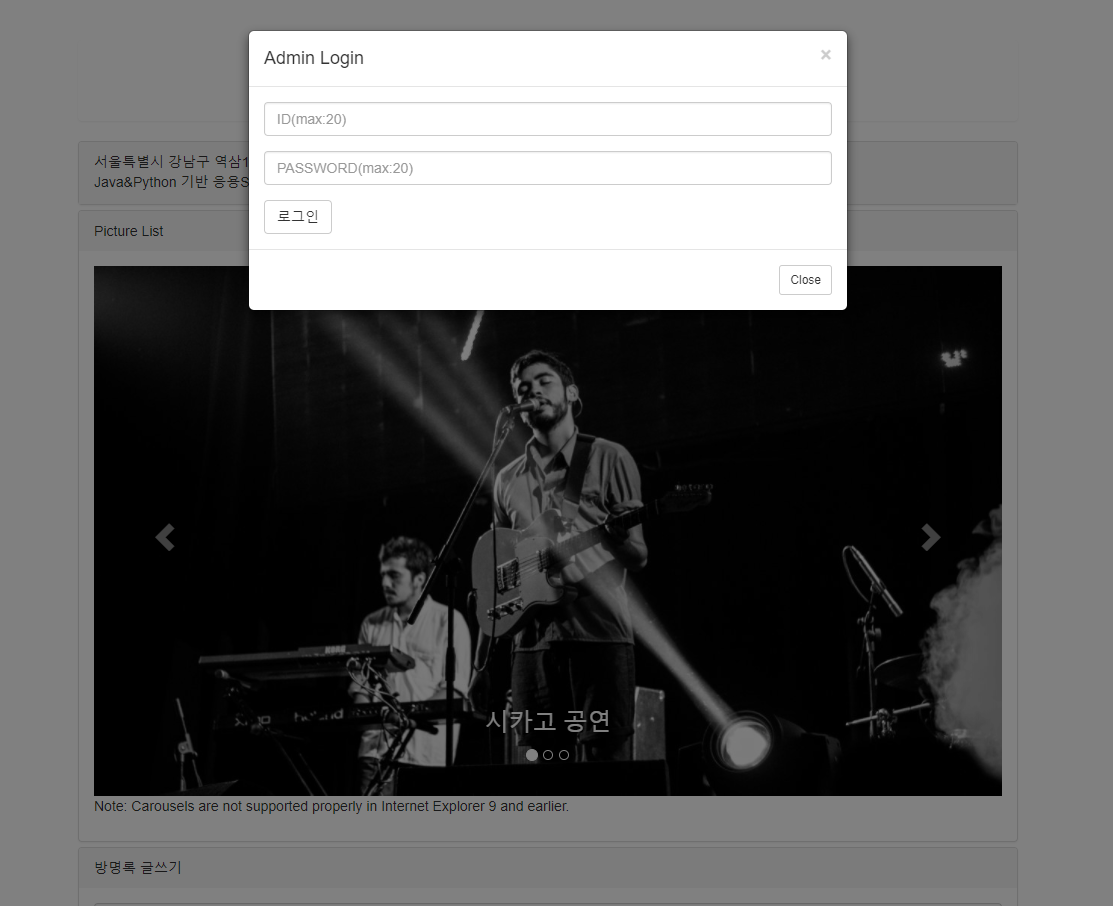 Admin Login
×
ID(max:20)
PASSWORD(max:20)
로그인
Close
서울특별시 강남구 역삼1
Java&Python 기반 응용S
Picture List
KORG
Roland
시카고 공연
Note: Carousels are not supported properly in Internet Explorer 9 and earlier.
방명록 글쓰기